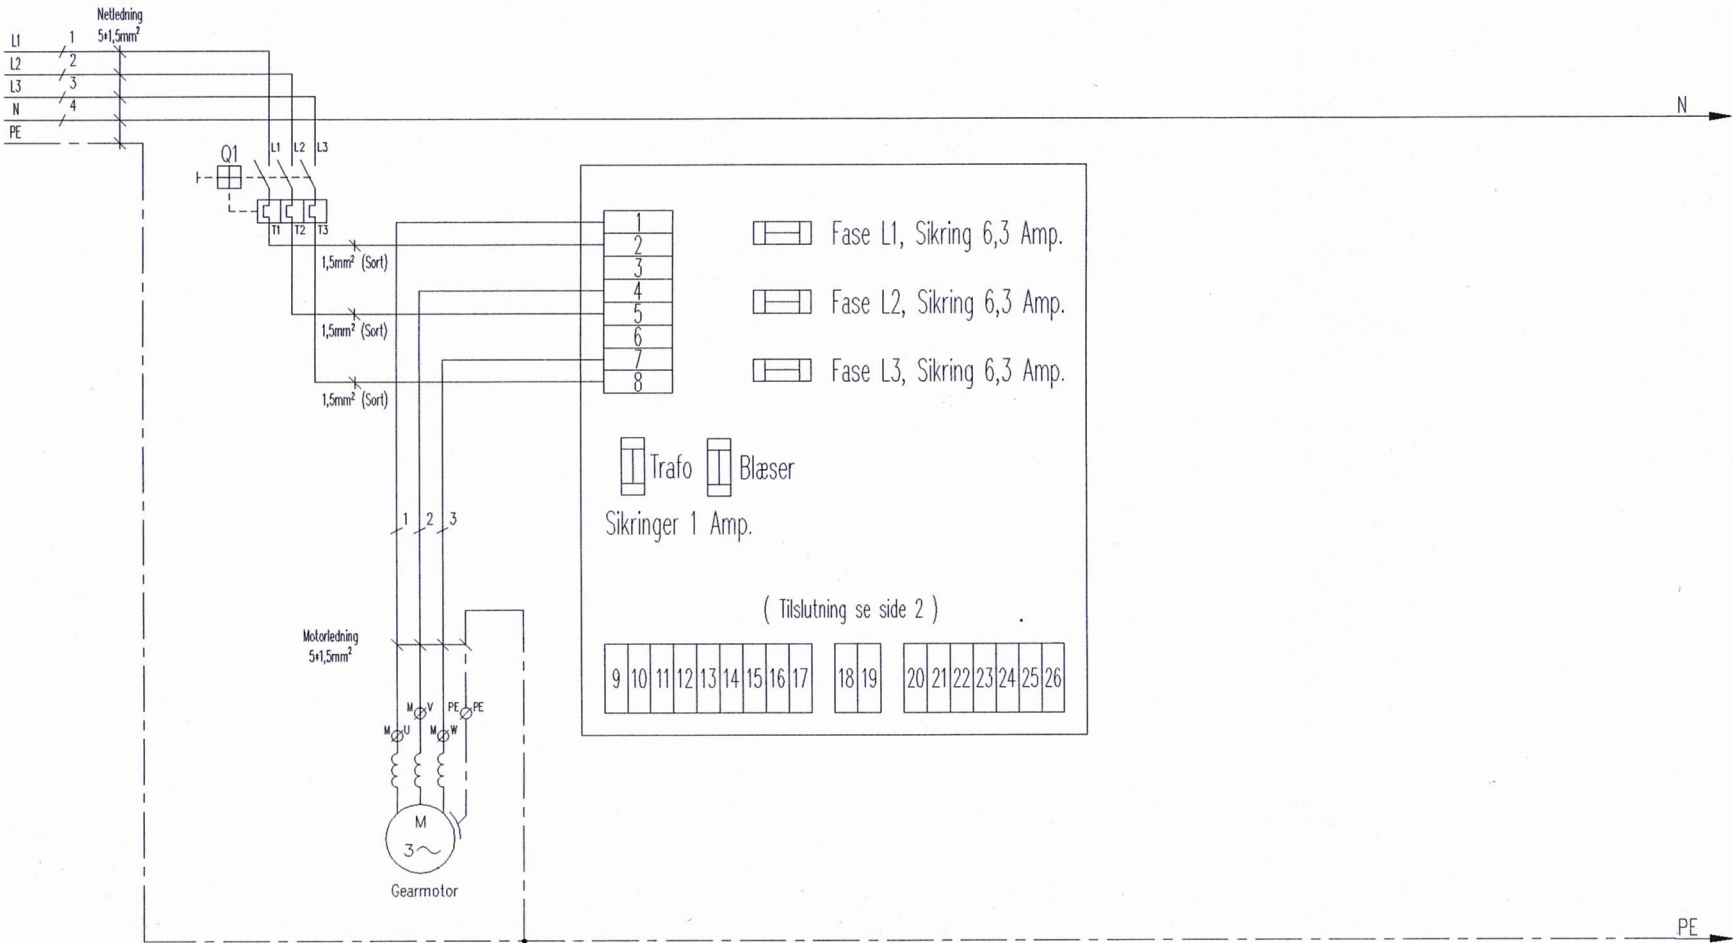 Netledning
5*1,5mm²
L1 1
L2 2
L3 3
N 4
PE
N
Q1
L1 L2 L3
T1 T2 T3
1,5mm² (Sort)
1,5mm² (Sort)
1,5mm² (Sort)
1
2
3
4
5
6
7
8
Fase L1, Sikring 6,3 Amp.
Fase L2, Sikring 6,3 Amp.
Fase L3, Sikring 6,3 Amp.
Trafo
Blæser
Sikringer 1 Amp.
1 2 3
( Tilslutning se side 2 )
Motorledning
5*1,5mm²
9 10 11 12 13 14 15 16 17
18 19
20 21 22 23 24 25 26
M V PE PE
M U M W
M
3~
Gearmotor
PE